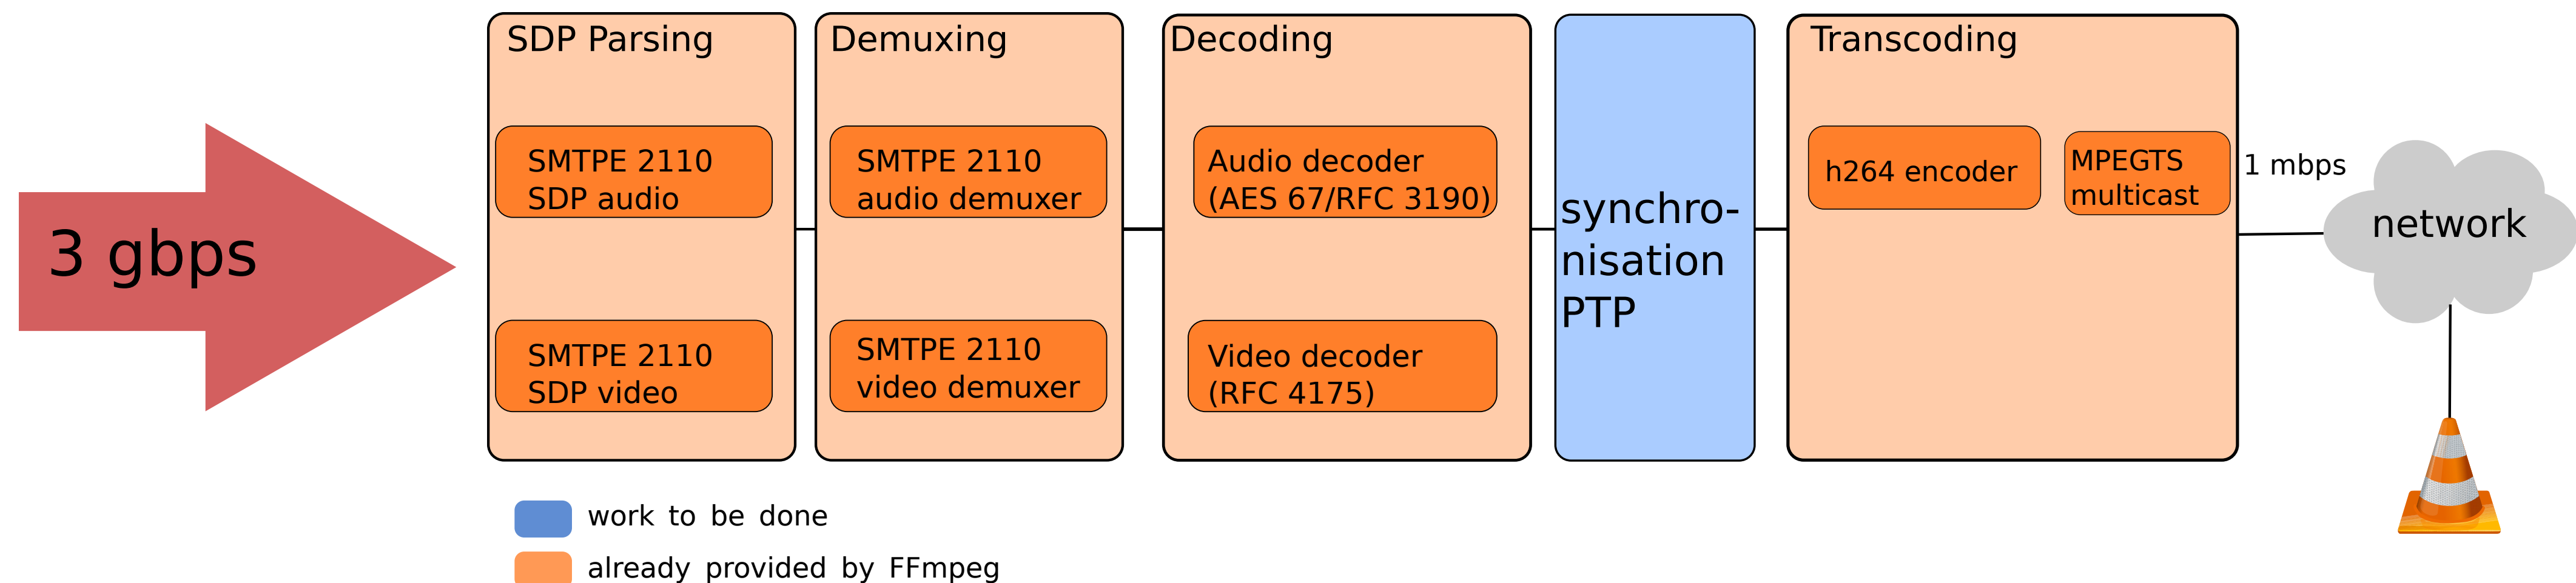 3 gbps
SDP Parsing
SMTPE 2110
SDP audio
SMTPE 2110
SDP video
Demuxing
SMTPE 2110
audio demuxer
SMTPE 2110
video demuxer
Decoding
Audio decoder
(AES 67/RFC 3190)
Video decoder
(RFC 4175)
synchro-
nisation
PTP
Transcoding
h264 encoder
MPEGTS
multicast
1 mbps
network
work to be done
already provided by FFmpeg